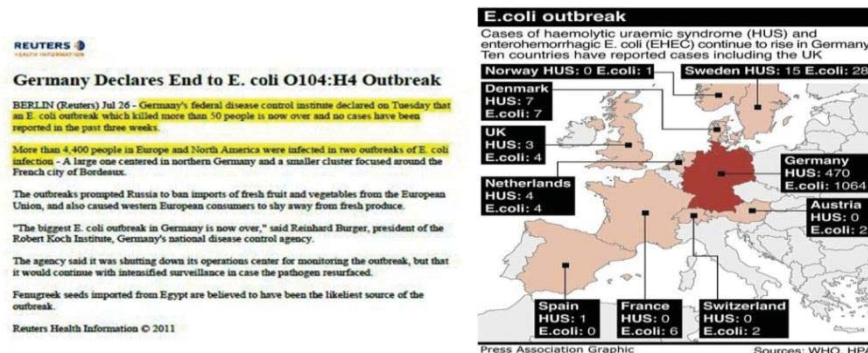 REUTERS
HEALTH INFORMATION
Germany Declares End to E. coli O104:H4 Outbreak
BERLIN (Reuters) Jul 26 - Germany's federal disease control institute declared on Tuesday that
an E. coli outbreak which killed more than 50 people is now over and no cases have been
reported in the past three weeks.
More than 4,400 people in Europe and North America were infected in two outbreaks of E. coli
infection - A large one centered in northern Germany and a smaller cluster focused around the
French city of Bordeaux.
The outbreaks prompted Russia to ban imports of fresh fruit and vegetables from the European
Union, and also caused western European consumers to shy away from fresh produce.
"The biggest E. coli outbreak in Germany is now over," said Reinhard Burger, president of the
Robert Koch Institute, Germany's national disease control agency.
The agency said it was shutting down its operations center for monitoring the outbreak, but that
it would continue with intensified surveillance in case the pathogen resurfaced.
Fenugreek seeds imported from Egypt are believed to have been the likeliest source of the
outbreak.
Reuters Health Information © 2011
E.coli outbreak
Cases of haemolytic uraemic syndrome (HUS) and
enterohemorrhagic E. coli (EHEC) continue to rise in Germany
Ten countries have reported cases including the UK
Norway HUS: 0 E.coli: 1
Sweden HUS: 15 E.coli: 28
Denmark
HUS: 7
E.coli: 7
UK
HUS: 3
E.coli: 4
Netherlands
HUS: 4
E.coli: 4
Germany
HUS: 470
E.coli: 1064
Austria
HUS: 0
E.coli: 2
Spain
HUS: 1
E.coli: 0
France
HUS: 0
E.coli: 6
Switzerland
HUS: 0
E.coli: 2
Press Association Graphic
Sources: WHO, HPA